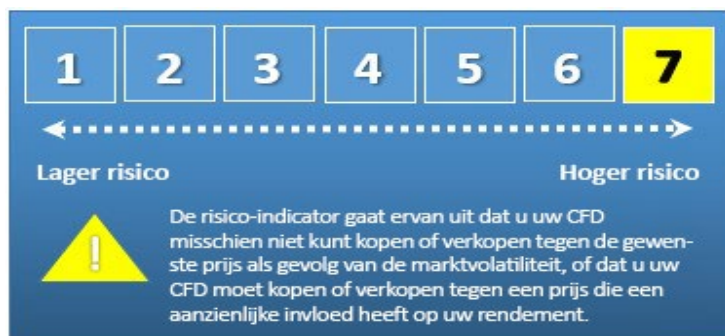 1 2 3 4 5 6 7
Lager risico Hoger risico
!
De risico-indicator gaat ervan uit dat u uw CFD
misschien niet kunt kopen of verkopen tegen de gewen-
ste prijs als gevolg van de marktvolatiliteit, of dat u uw
CFD moet kopen of verkopen tegen een prijs die een
aanzienlijke invloed heeft op uw rendement.